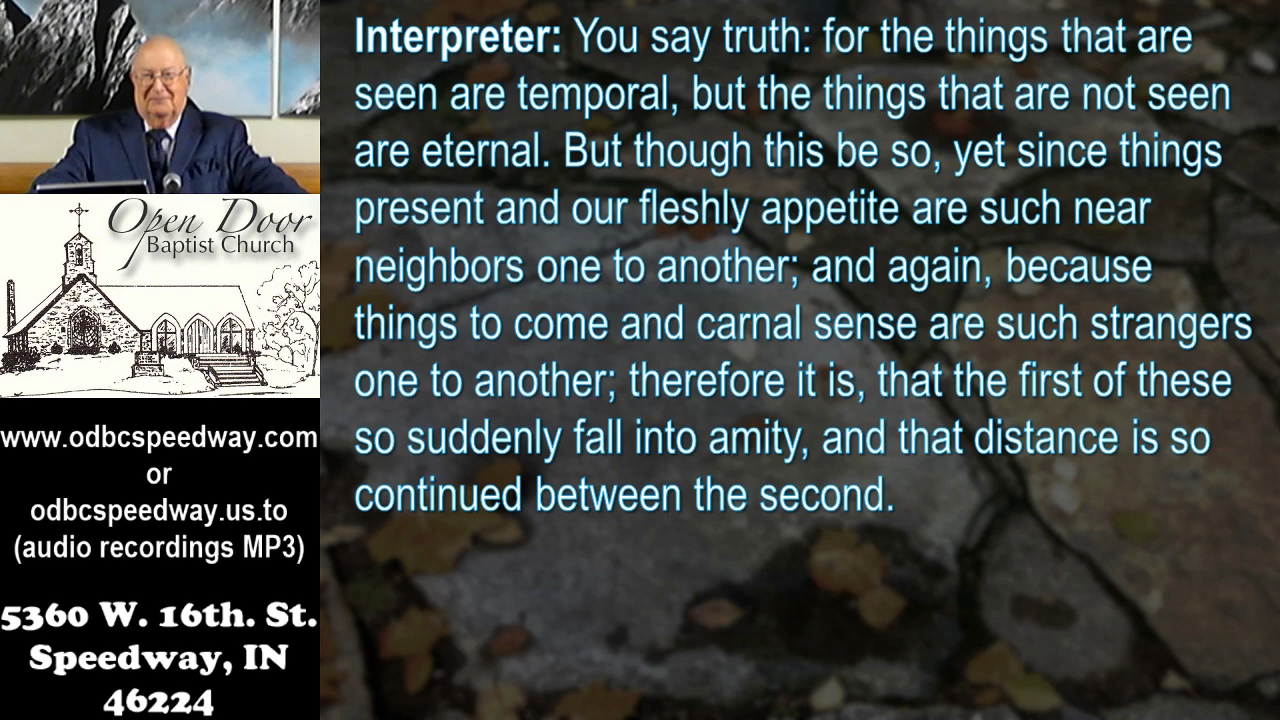 Open Door
Baptist Church
www.odbcspeedway.com
or
odbcspeedway.us.to
(audio recordings MP3)
5360 W. 16th. St.
Speedway, IN
46224
Interpreter: You say truth: for the things that are
seen are temporal, but the things that are not seen
are eternal. But though this be so, yet since things
present and our fleshly appetite are such near
neighbors one to another; and again, because
things to come and carnal sense are such strangers
one to another; therefore it is, that the first of these
so suddenly fall into amity, and that distance is so
continued between the second.